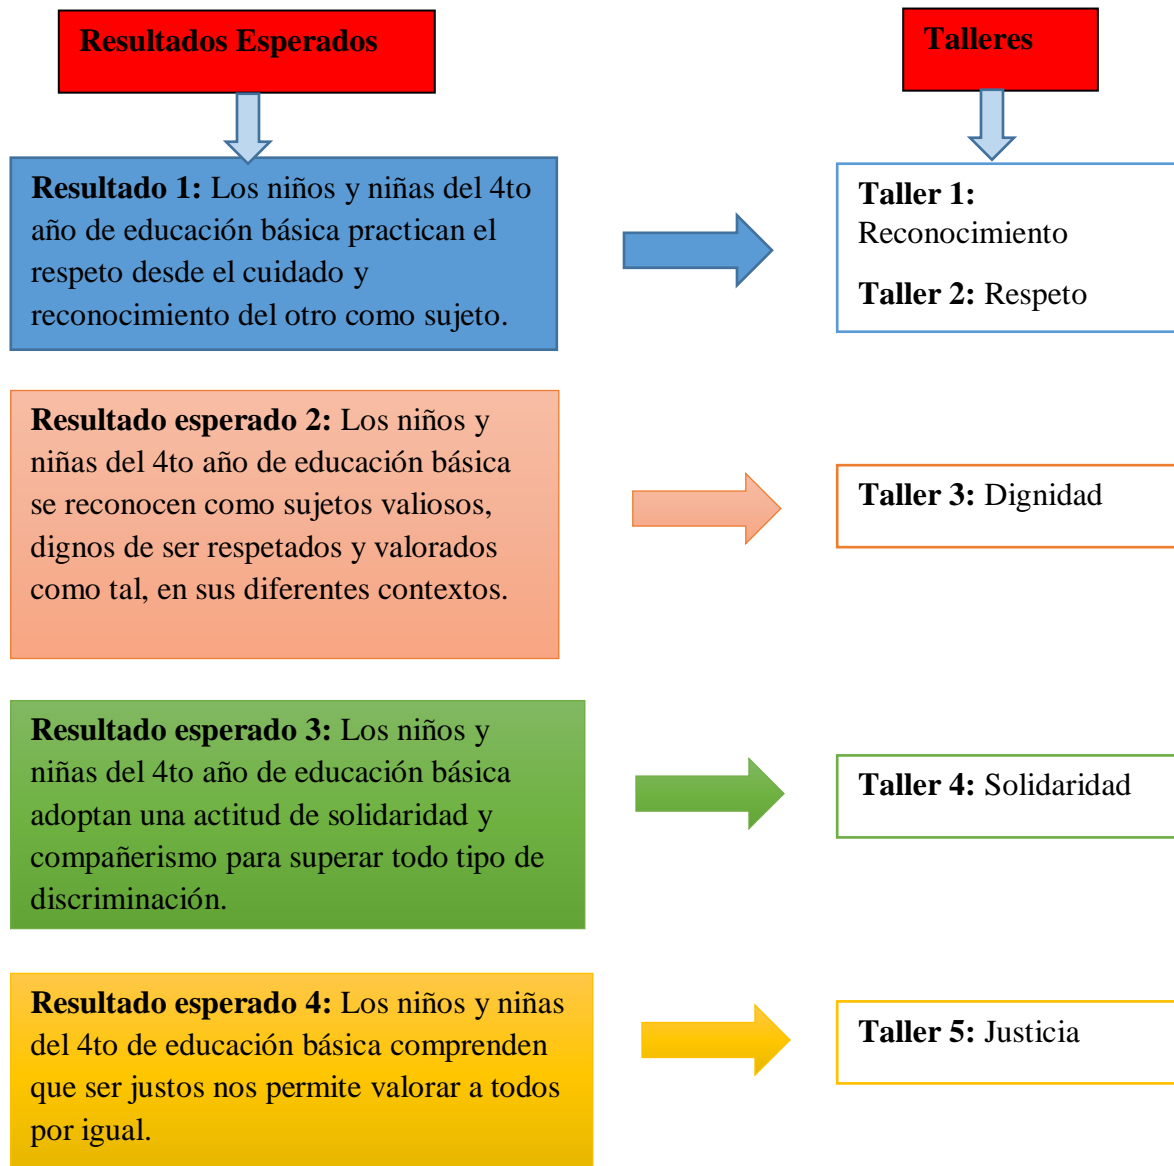 Resultados Esperados
Talleres
Resultado 1: Los niños y niñas del 4to
año de educación básica practican el
respeto desde el cuidado y
reconocimiento del otro como sujeto.
Taller 1:
Reconocimiento
Taller 2: Respeto
Resultado esperado 2: Los niños y
niñas del 4to año de educación básica
se reconocen como sujetos valiosos,
dignos de ser respetados y valorados
como tal, en sus diferentes contextos.
Taller 3: Dignidad
Resultado esperado 3: Los niños y
niñas del 4to año de educación básica
adoptan una actitud de solidaridad y
compañerismo para superar todo tipo de
discriminación.
Taller 4: Solidaridad
Resultado esperado 4: Los niños y niñas
del 4to de educación básica comprenden
que ser justos nos permite valorar a todos
por igual.
Taller 5: Justicia